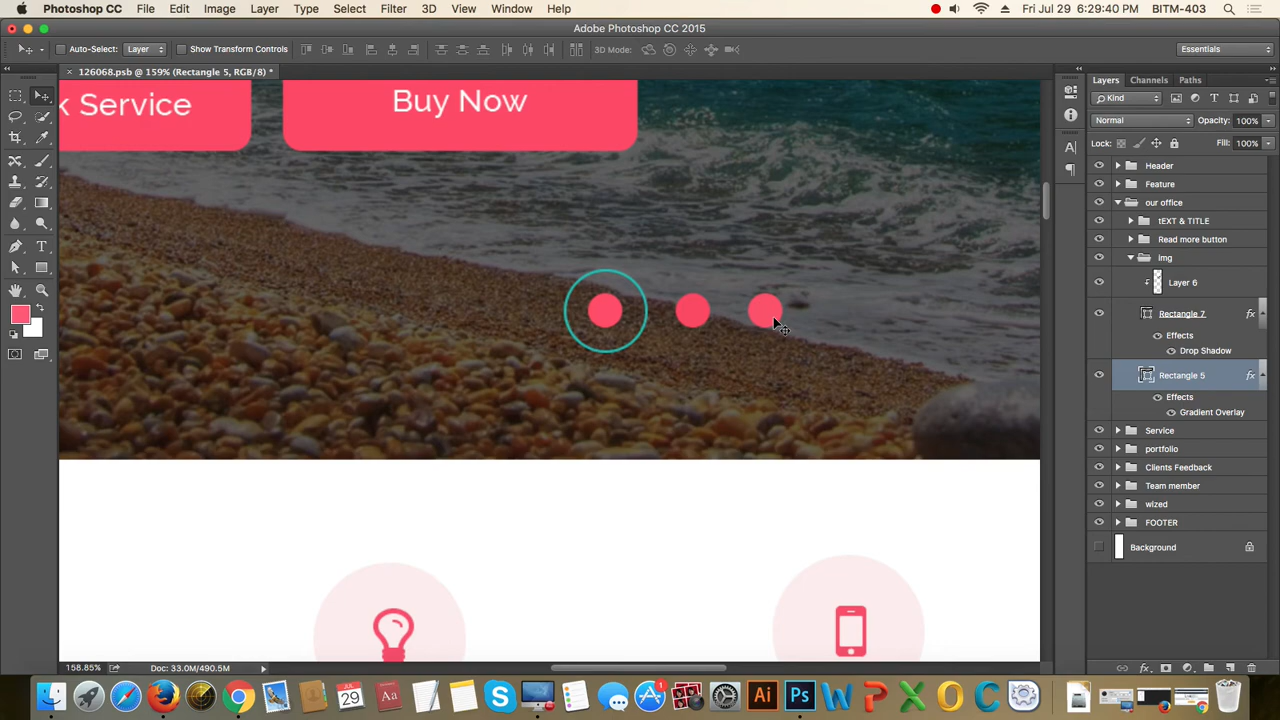 Photoshop CC File Edit Image Layer Type Select Filter 3D View Window Help Fri Jul 29 6:29:40 PM BITM-403
Adobe Photoshop CC 2015
Auto-Select: Layer Show Transform Controls 3D Mode: Essentials
126068.psb @ 159% (Rectangle 5, RGB/8) *
Layers Channels Paths
Kind
Normal Opacity: 100%
Lock: Fill: 100%
k Service
Buy Now
Header
Feature
our office
tEXT & TITLE
Read more button
img
Layer 6
Rectangle 7 fx
Effects
Drop Shadow
Rectangle 5 fx
Effects
Gradient Overlay
Service
portfolio
Clients Feedback
Team member
wized
FOOTER
Background
158.85% Doc: 33.0M/490.5M